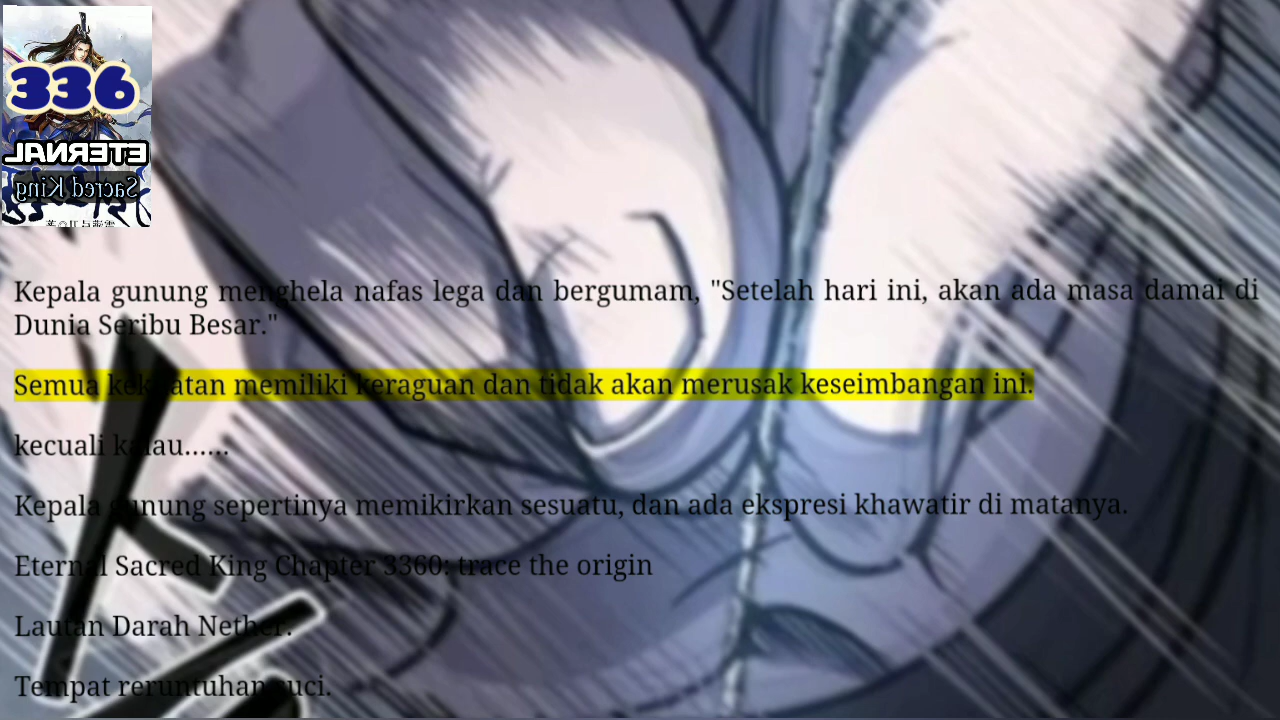 336
ETERNAL
Sacred King
Kepala gunung menghela nafas lega dan bergumam, "Setelah hari ini, akan ada masa damai di
Dunia Seribu Besar."
Semua kekuatan memiliki keraguan dan tidak akan merusak keseimbangan ini.
kecuali kalau......
Kepala gunung sepertinya memikirkan sesuatu, dan ada ekspresi khawatir di matanya.
Eternal Sacred King Chapter 3360: trace the origin
Lautan Darah Nether.
Tempat reruntuhan suci.